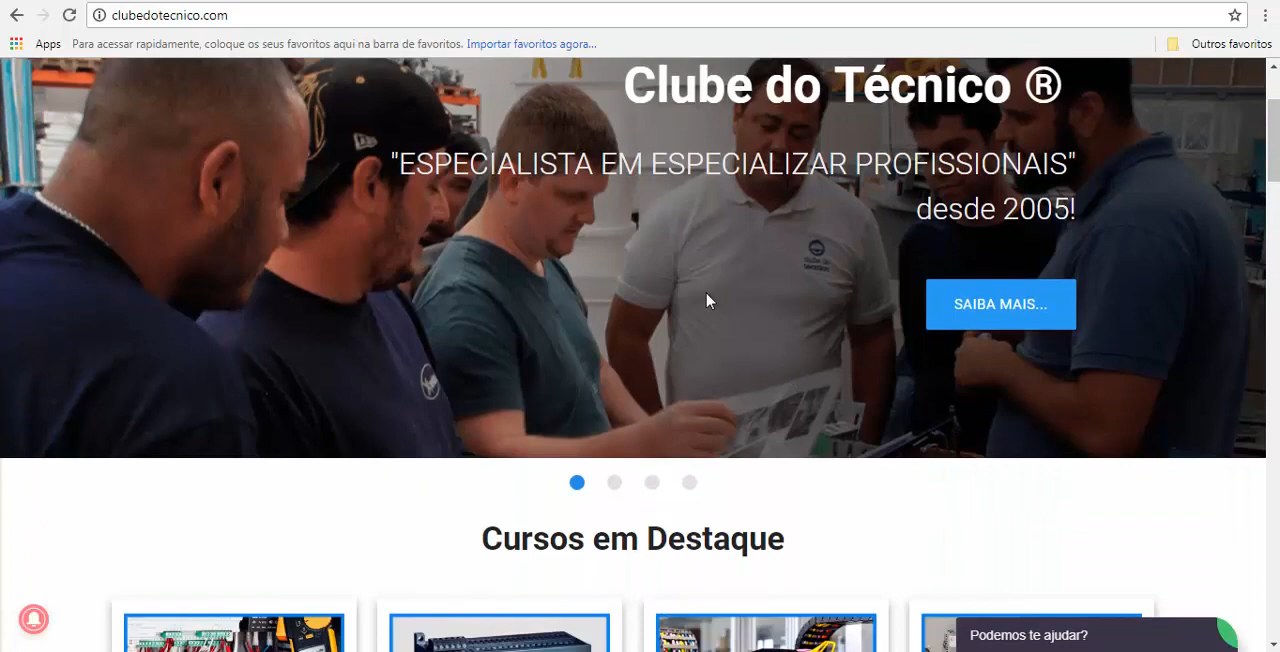 clubedotecnico.com
Apps Para acessar rapidamente, coloque os seus favoritos aqui na barra de favoritos. Importar favoritos agora... Outros favoritos
Clube do Técnico ®
"ESPECIALISTA EM ESPECIALIZAR PROFISSIONAIS"
desde 2005!
SAIBA MAIS...
Cursos em Destaque
Podemos te ajudar?